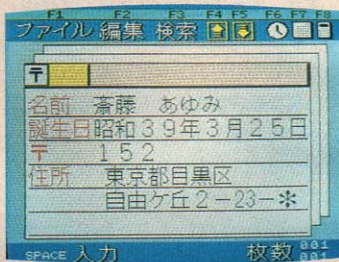 F1 F2 F3 F4 F5 F6 F7 F8
ファイル 編集 検索
〒
名前 斎藤 あゆみ
誕生日 昭和39年3月25日
〒 152
住所 東京都目黒区
自由ケ丘2-23-*
SPACE 入力 枚数 001
001